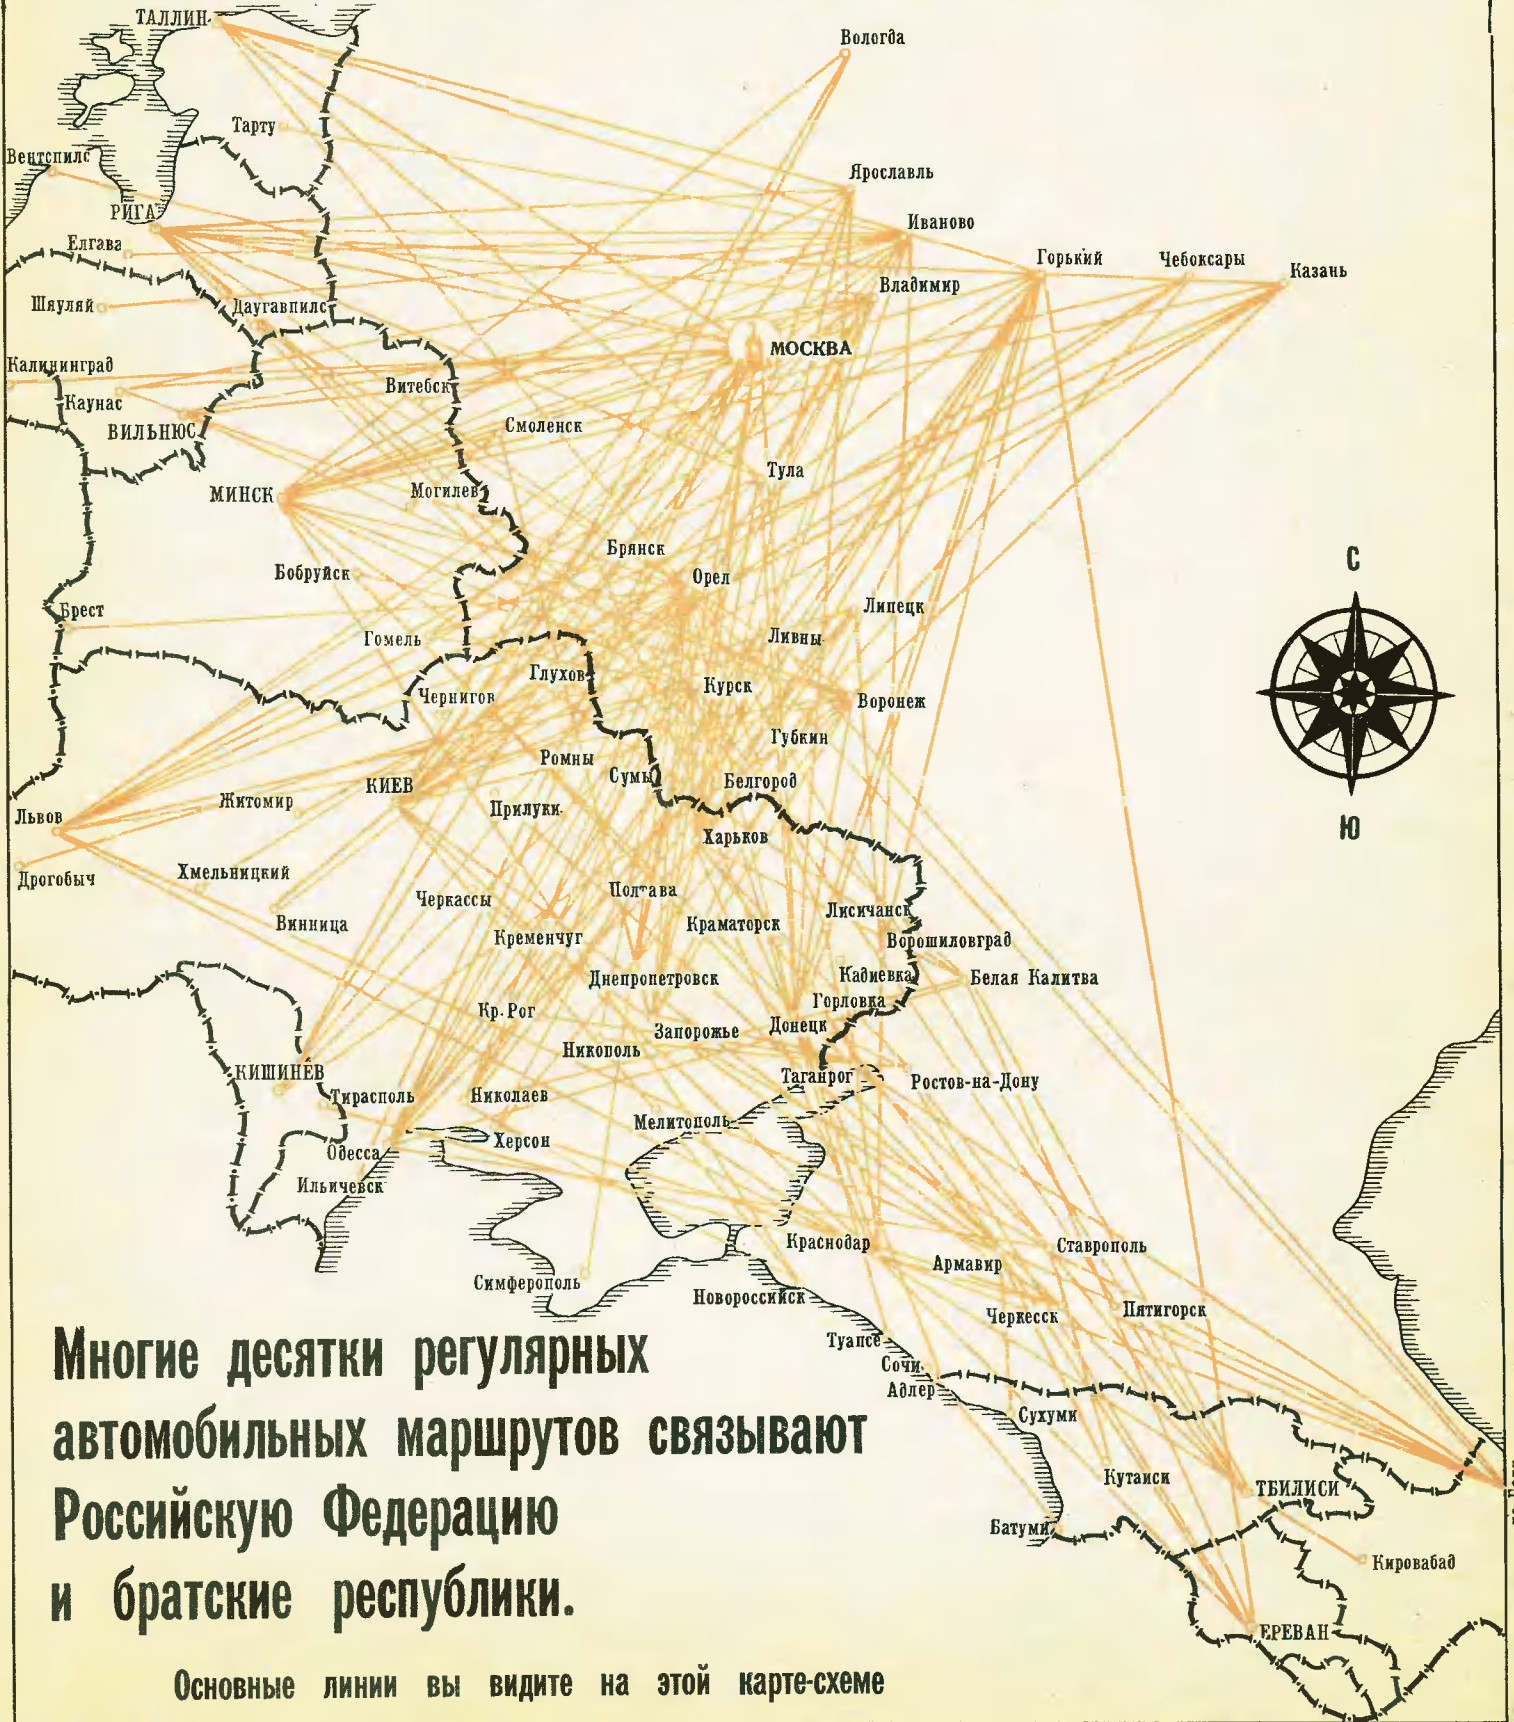 ТАЛЛИН
Вологда
Тарту
Вентспилс
Ярославль
РИГА
Иваново
Елгава
Горький
Чебоксары
Казань
Владимир
Шяуляй
Даугавпилс
МОСКВА
Калининград
Витебск
Каунас
ВИЛЬНЮС
Смоленск
Тула
МИНСК
Могилев
Брянск
С
Бобруйск
Орел
Брест
Липецк
Гомель
Ливны
Глухов
Курск
Чернигов
Воронеж
Губкин
Ромны
Сумы
Белгород
КИЕВ
Житомир
Прилуки
Львов
Ю
Харьков
Хмельницкий
Дрогобыч
Полтава
Черкассы
Лисичанск
Винница
Краматорск
Кременчуг
Ворошиловград
Днепропетровск
Кадиевка
Белая Калитва
Горловка
Кр. Рог
Запорожье
Донецк
Никополь
КИШИНЕВ
Таганрог
Ростов-на-Дону
Тирасполь
Николаев
Мелитополь
Херсон
Одесса
Ильичевск
Краснодар
Ставрополь
Армавир
Симферополь
Новороссийск
Пятигорск
Черкесск
Туапсе
Сочи
Адлер
Сухуми
Кутаиси
ТБИЛИСИ
Батуми
Кировабад
ЕРЕВАН
Многие десятки регулярных
автомобильных маршрутов связывают
Российскую Федерацию
и братские республики.
Основные линии вы видите на этой карте-схеме